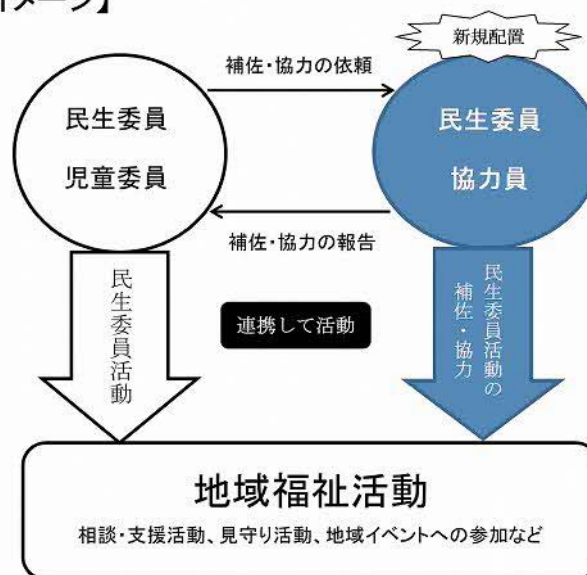 イメージ】
新規配置
補佐・協力の依頼
民生委員
児童委員
民生委員
協力員
補佐・協力の報告
民生委員活動
連携して活動
民生委員活動の
補佐・協力
地域福祉活動
相談・支援活動、見守り活動、地域イベントへの参加など